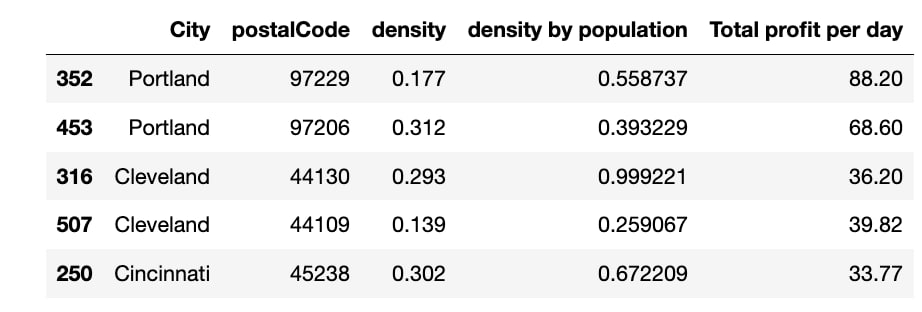 City postalCode density density by population Total profit per day
352 Portland 97229 0.177 0.558737 88.20
453 Portland 97206 0.312 0.393229 68.60
316 Cleveland 44130 0.293 0.999221 36.20
507 Cleveland 44109 0.139 0.259067 39.82
250 Cincinnati 45238 0.302 0.672209 33.77